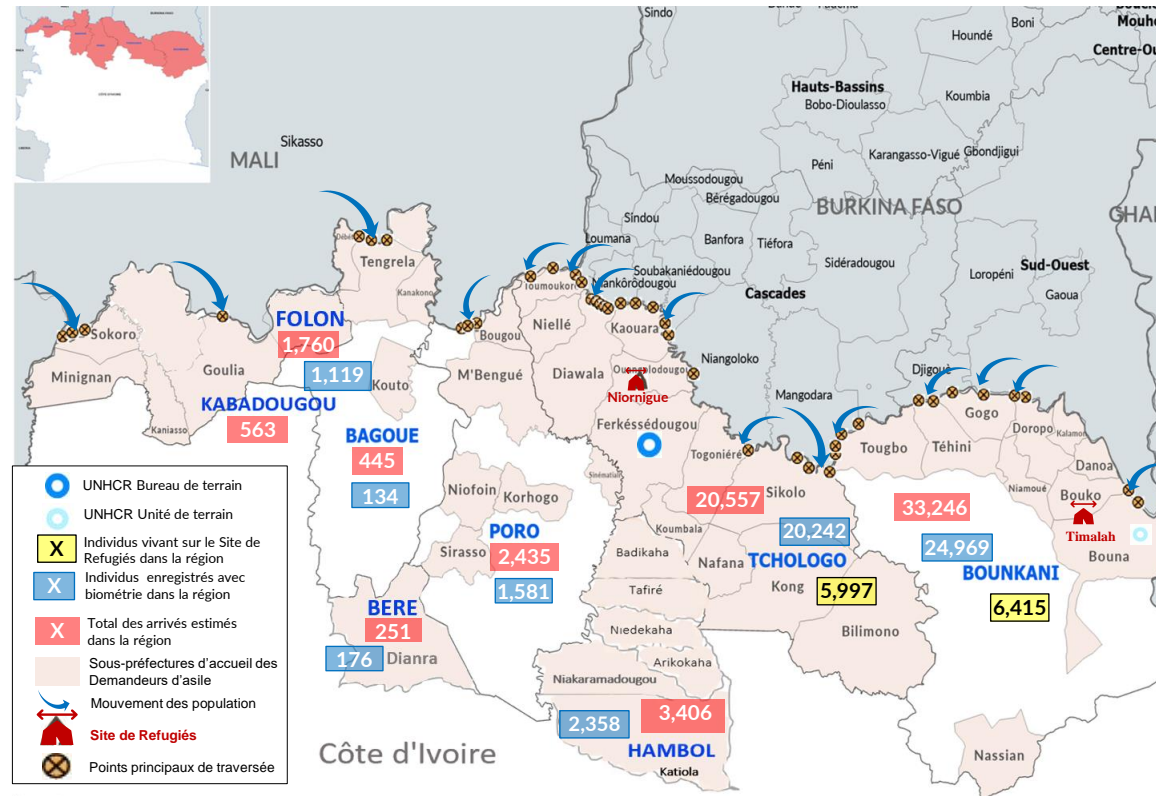 MALI
Sikasso
Sindo
Houndé
Boni
Mouho
Centre-Ou
Hauts-Bassins
Bobo-Dioulasso
Koumbia
Karangasso-Vigué
Gbondjigui
Péni
Moussodougou
Bérégadougou
BURKINA FASO
GHAN
Sindou
Loumana
Banfora
Tiéfora
Sidéradougou
Soubakaniédougou
Niankôrôdougou
Loropéni
Sud-Ouest
Gaoua
Cascades
Niangoloko
Mangodara
Djigouè
Tengrela
Kanakono
Toumoukoro
Sokoro
Minignan
Goulia
Kaniasso
FOLON
1,760
1,119
Kouto
KABADOUGOU
563
BAGOUE
445
134
Bougou
M'Bengué
Niellé
Diawala
Kaouara
Ouangolodougou
Niornigue
Ferkéssédougou
Togoniéré
Sinématiali
Niofoin
Korhogo
Sirasso
PORO
2,435
1,581
BERE
251
176
Dianra
Koumbala
Badikaha
Tafiré
Niedekaha
Arikokaha
Niakaramadougou
2,358
3,406
HAMBOL
Katiola
20,557
Sikolo
20,242
TCHOLOGO
Nafana
Kong
5,997
Bilimono
Tougbo
Téhini
Gogo
Doropo
Kalamon
Danoa
Niamoué
Bouko
Timalah
Bouna
33,246
24,969
BOUNKANI
6,415
Nassian
Côte d'Ivoire
UNHCR Bureau de terrain
UNHCR Unité de terrain
X
Individus vivant sur le Site de
Refugiés dans la région
X
Individus enregistrés avec
biométrie dans la région
X
Total des arrivés estimés
dans la région
Sous-préfectures d'accueil des
Demandeurs d'asile
Mouvement des population
Site de Refugiés
Points principaux de traversée